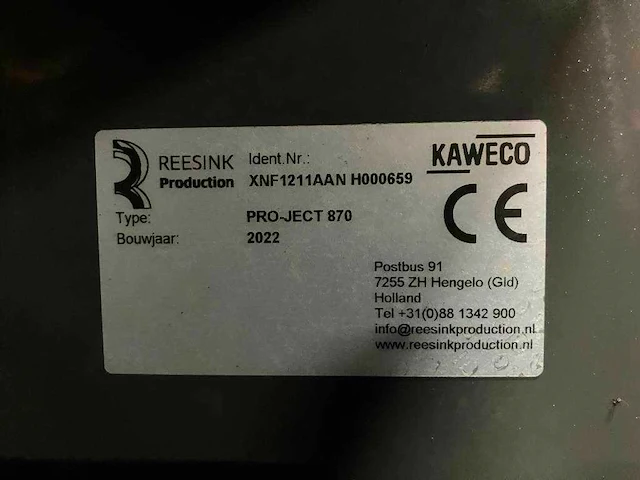 REESINK
Production
Ident.Nr.:
XNF1211AAN H000659
KAWECO
CE
Type: PRO-JECT 870
Bouwjaar: 2022
Postbus 91
7255 ZH Hengelo (Gld)
Holland
Tel +31(0)88 1342 900
info@reesinkproduction.nl
www.reesinkproduction.nl